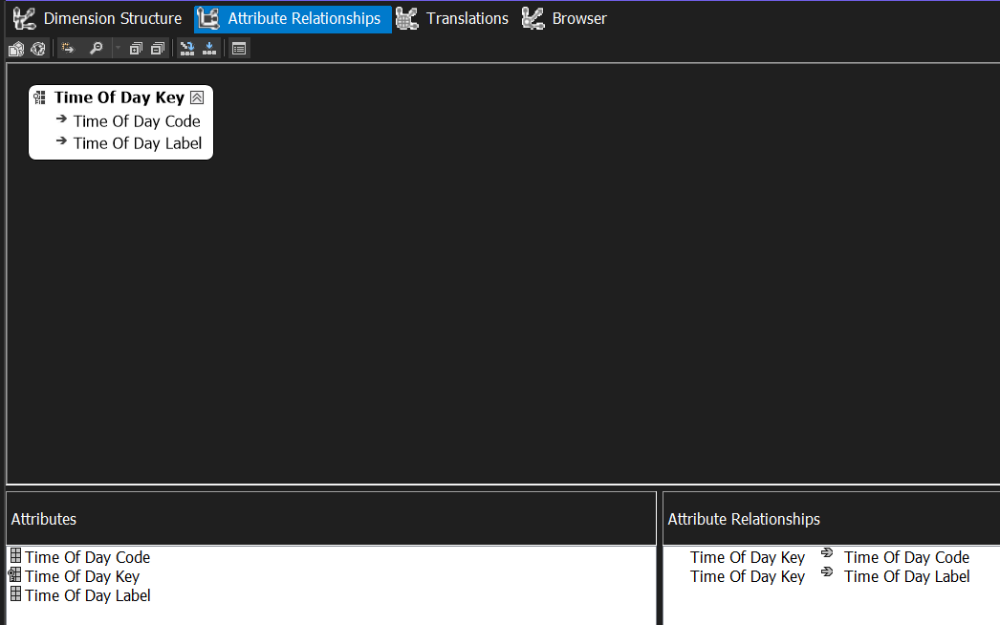 Dimension Structure Attribute Relationships Translations Browser
Time Of Day Key
Time Of Day Code
Time Of Day Label
Attributes
Time Of Day Code
Time Of Day Key
Time Of Day Label
Attribute Relationships
Time Of Day Key Time Of Day Code
Time Of Day Key Time Of Day Label